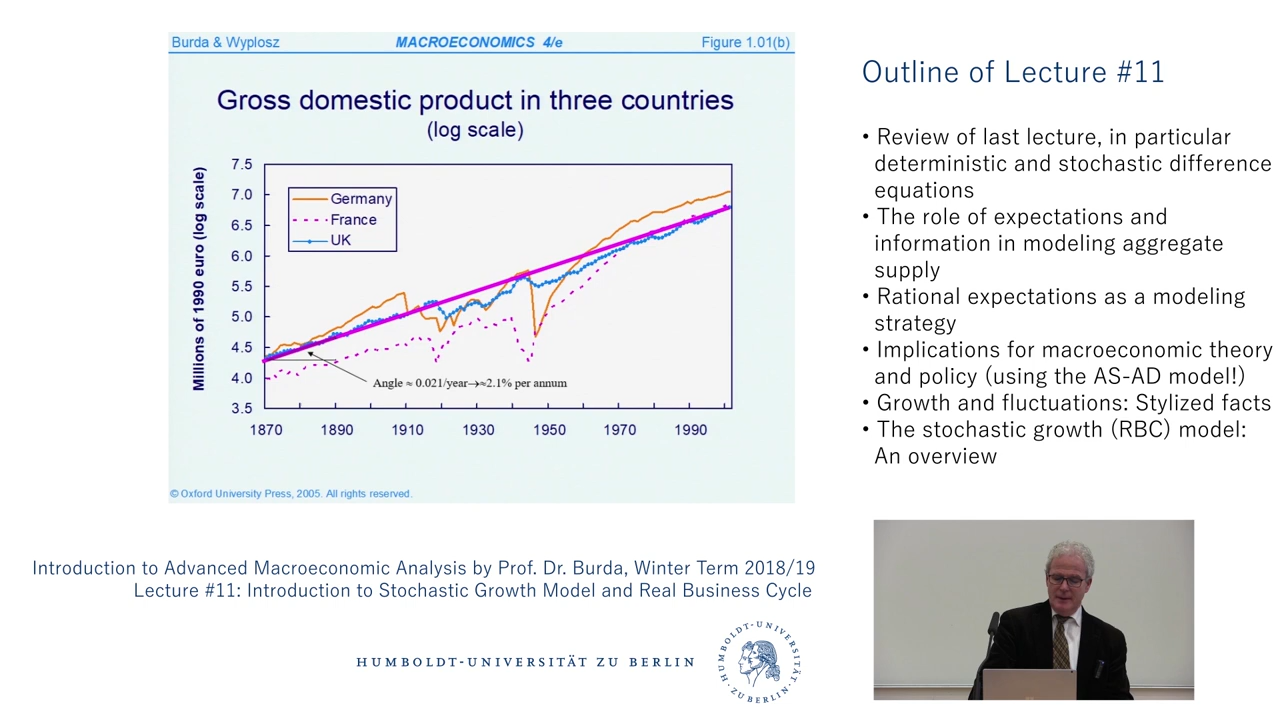 Burda & Wyplosz MACROECONOMICS 4/e Figure 1.01(b)
Gross domestic product in three countries
(log scale)
Millions of 1990 euro (log scale)
7.5
7.0
6.5
6.0
5.5
5.0
4.5
4.0
3.5
Germany
France
UK
Angle ≈ 0.021/year→≈2.1% per annum
1870 1890 1910 1930 1950 1970 1990
© Oxford University Press, 2005. All rights reserved.
Outline of Lecture #11
• Review of last lecture, in particular
deterministic and stochastic difference
equations
• The role of expectations and
information in modeling aggregate
supply
• Rational expectations as a modeling
strategy
• Implications for macroeconomic theory
and policy (using the AS-AD model!)
• Growth and fluctuations: Stylized facts
• The stochastic growth (RBC) model:
An overview
Introduction to Advanced Macroeconomic Analysis by Prof. Dr. Burda, Winter Term 2018/19
Lecture #11: Introduction to Stochastic Growth Model and Real Business Cycle
HUMBOLDT-UNIVERSITÄT ZU BERLIN
·HUMBOLDT-UNIVERSITÄT· ZU BERLIN